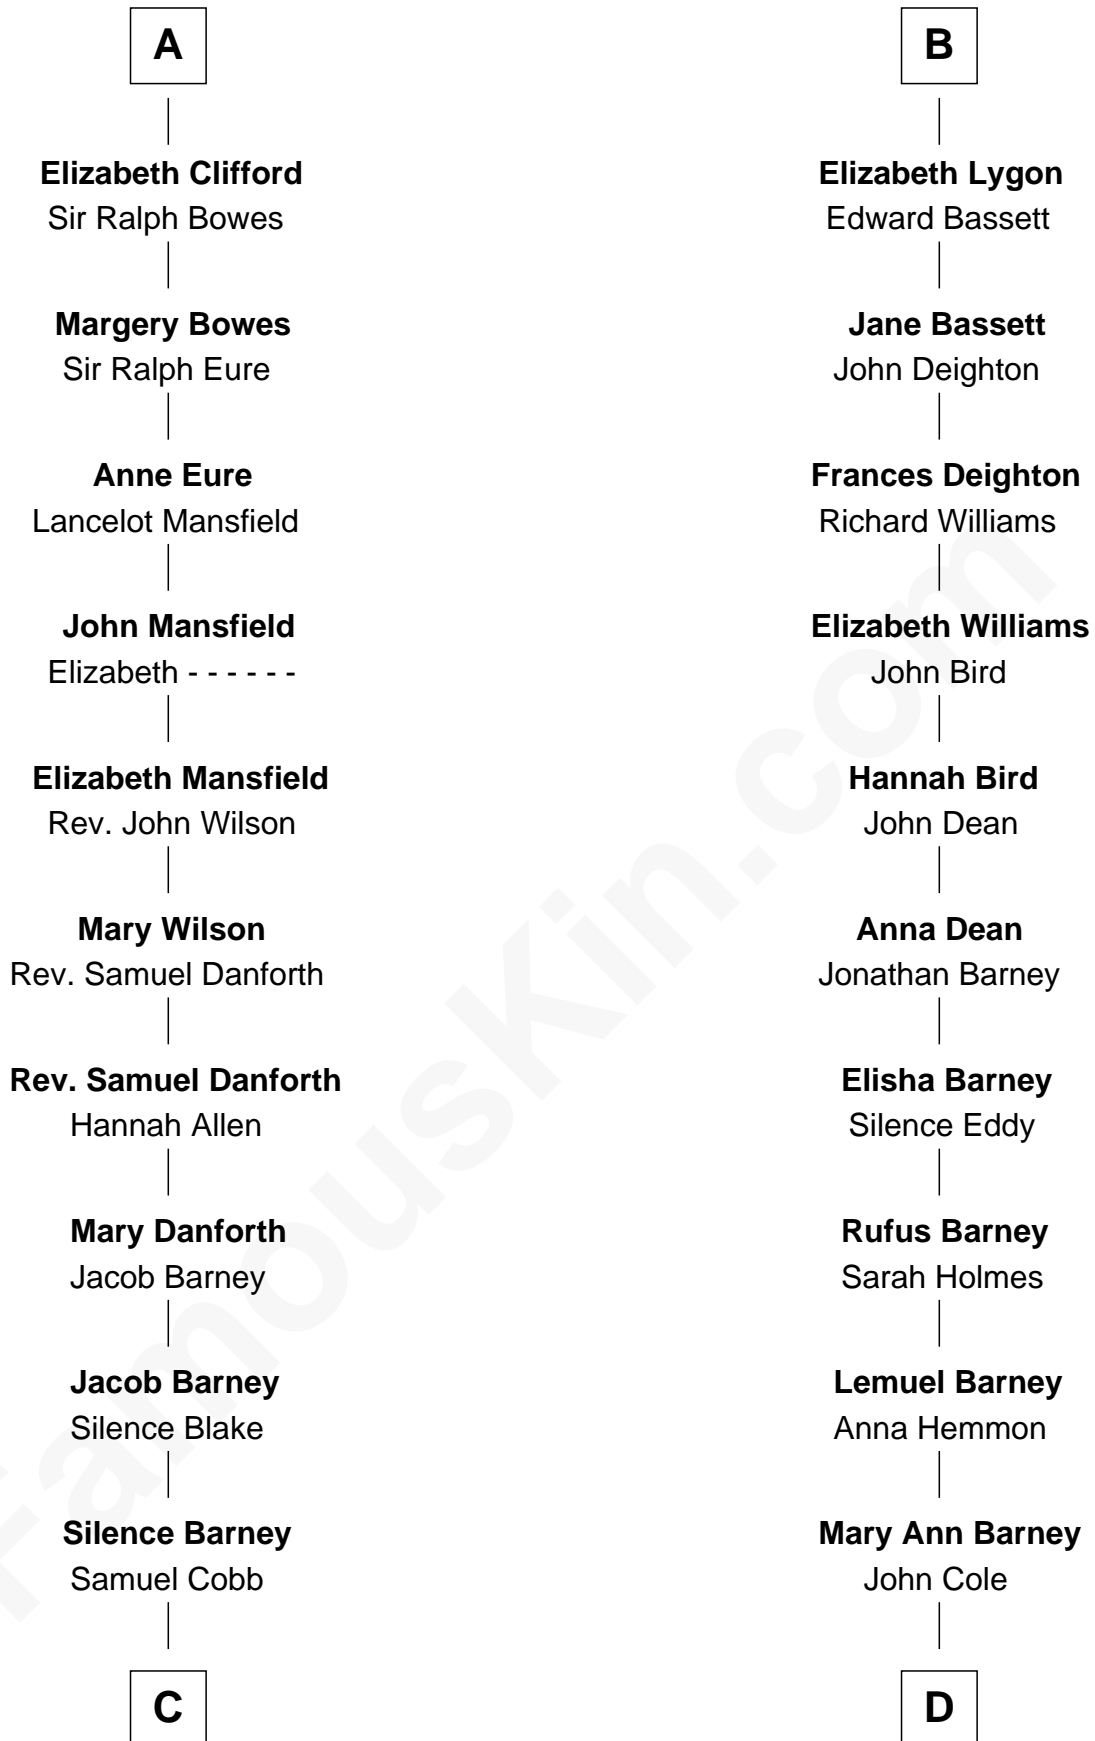 A
Elizabeth Clifford
Sir Ralph Bowes
Margery Bowes
Sir Ralph Eure
Anne Eure
Lancelot Mansfield
John Mansfield
Elizabeth - - - - - -
Elizabeth Mansfield
Rev. John Wilson
Mary Wilson
Rev. Samuel Danforth
Rev. Samuel Danforth
Hannah Allen
Mary Danforth
Jacob Barney
Jacob Barney
Silence Blake
Silence Barney
Samuel Cobb
C
B
Elizabeth Lygon
Edward Bassett
Jane Bassett
John Deighton
Frances Deighton
Richard Williams
Elizabeth Williams
John Bird
Hannah Bird
John Dean
Anna Dean
Jonathan Barney
Elisha Barney
Silence Eddy
Rufus Barney
Sarah Holmes
Lemuel Barney
Anna Hemmon
Mary Ann Barney
John Cole
D
FamousKin.com